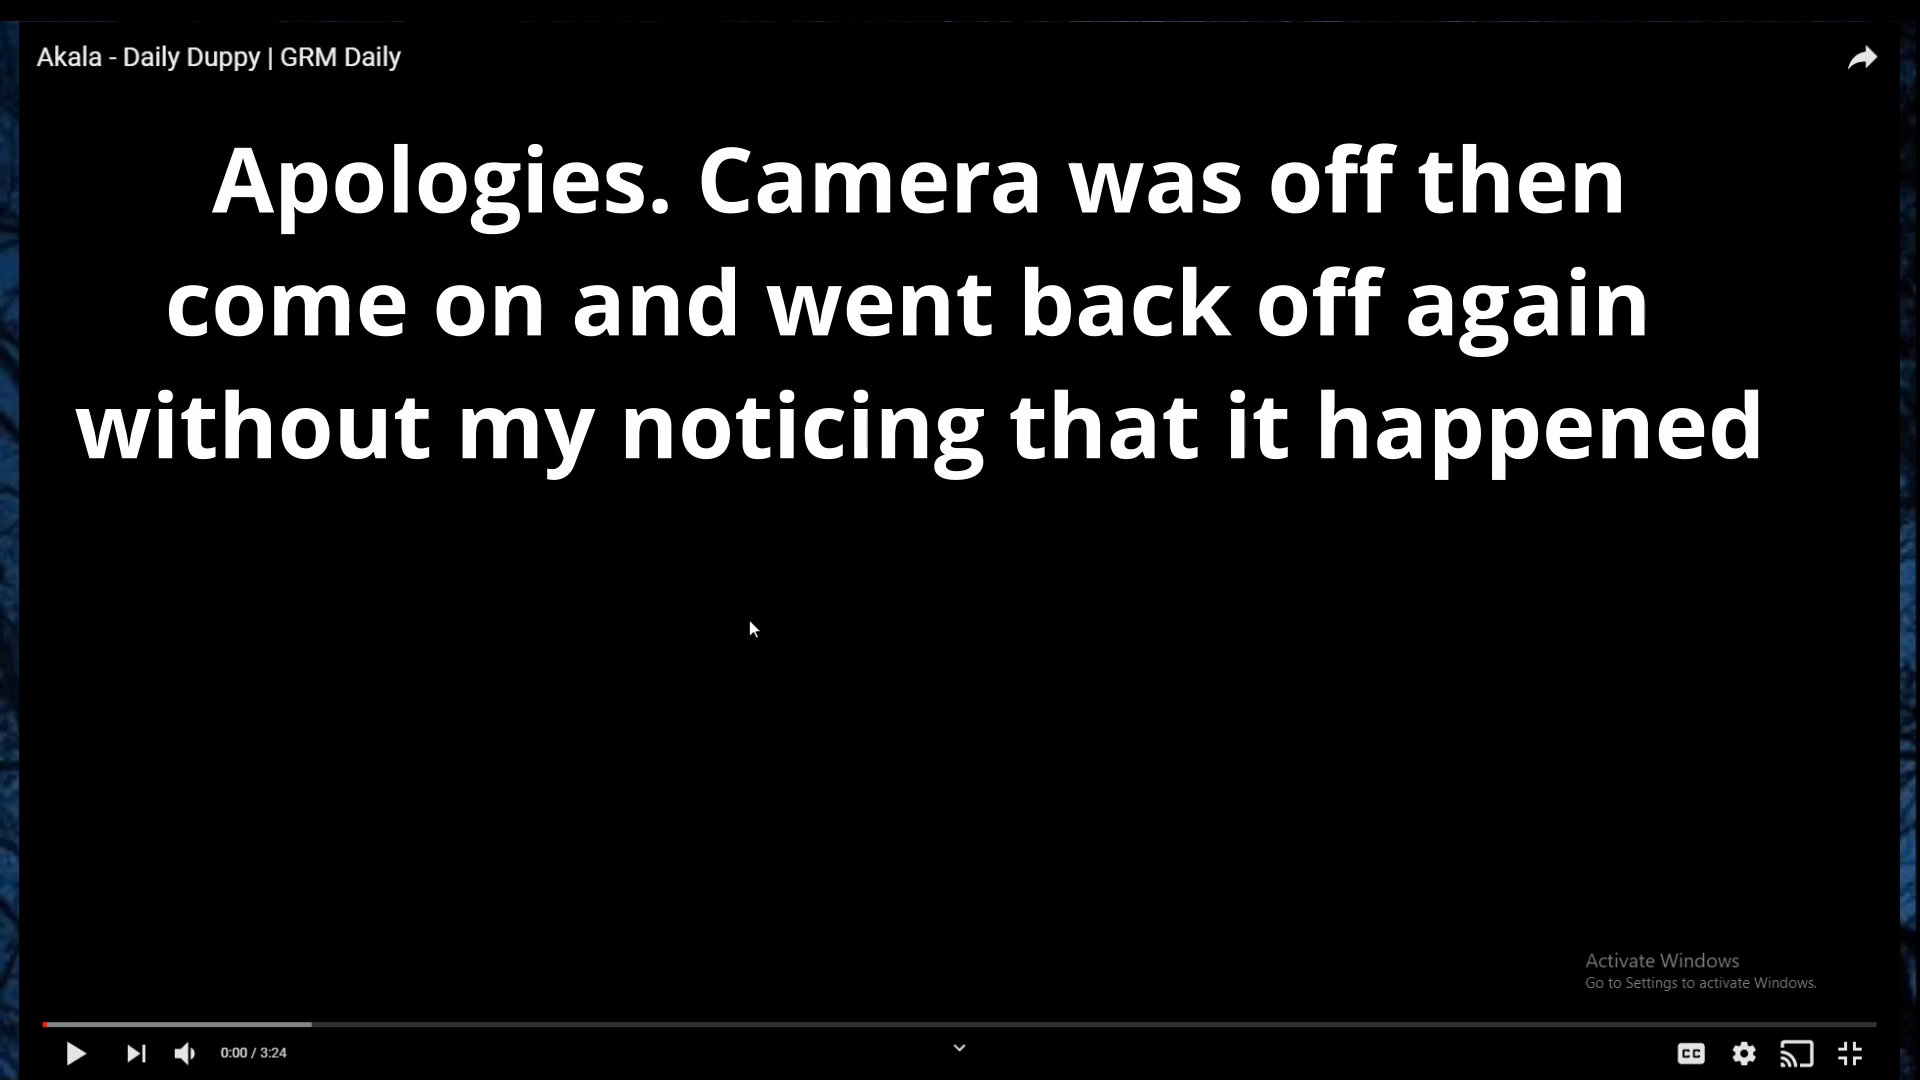 Akala - Daily Duppy | GRM Daily
Apologies. Camera was off then
come on and went back off again
without my noticing that it happened
Activate Windows
Go to Settings to activate Windows.
0:00 / 3:24
CC